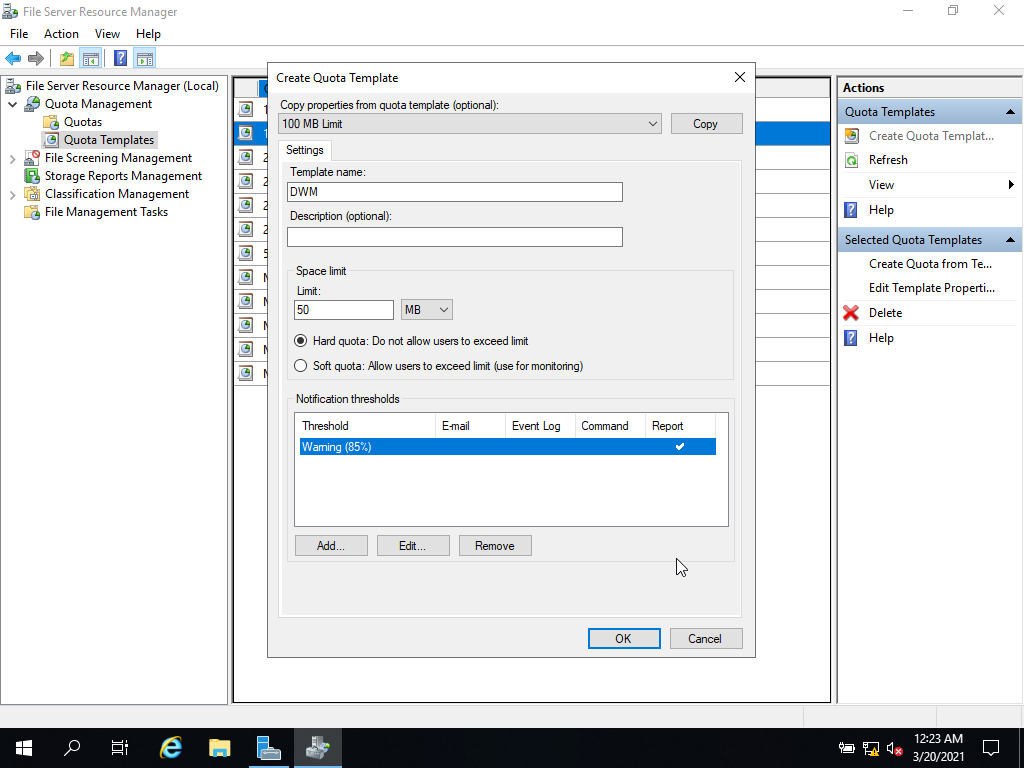 File Server Resource Manager
File Action View Help
File Server Resource Manager (Local)
Quota Management
Quotas
Quota Templates
File Screening Management
Storage Reports Management
Classification Management
File Management Tasks
Create Quota Template
Copy properties from quota template (optional):
100 MB Limit Copy
Settings
Template name:
DWM
Description (optional):
Space limit
Limit:
50 MB
Hard quota: Do not allow users to exceed limit
Soft quota: Allow users to exceed limit (use for monitoring)
Notification thresholds
Threshold E-mail Event Log Command Report
Warning (85%)
Add... Edit... Remove
OK Cancel
Actions
Quota Templates
Create Quota Templat...
Refresh
View
Help
Selected Quota Templates
Create Quota from Te...
Edit Template Properti...
Delete
Help
12:23 AM
3/20/2021